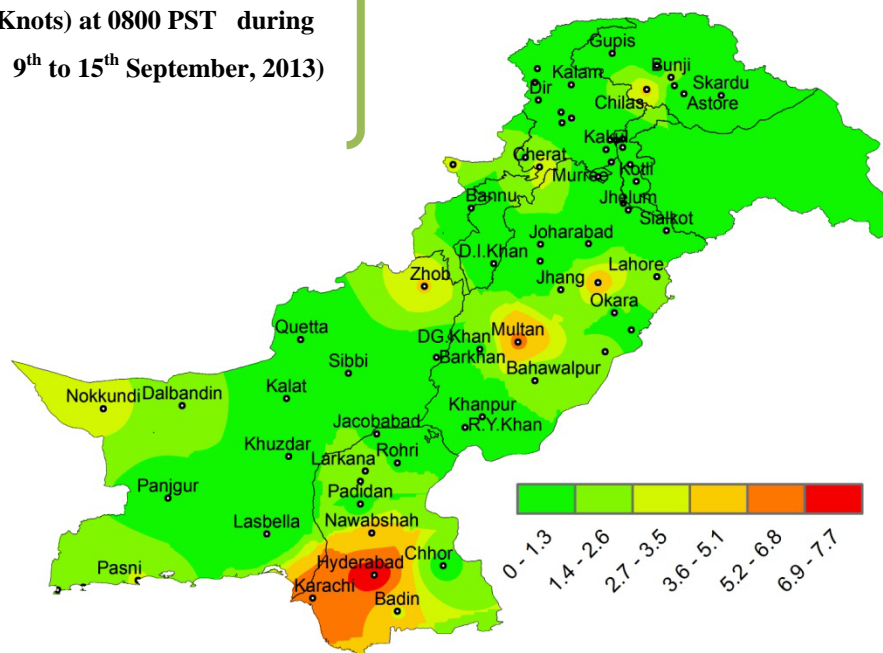 Knots) at 0800 PST during
9th to 15th September, 2013)
Gupis
Bunji
Kalam
Skardu
Dir
Chilas
Astore
Cherat
Kotli
Murree
Bannu
Jhelum
Sialkot
Joharabad
D.I.Khan
Zhob
Lahore
Jhang
Okara
Quetta
Multan
DG.Khan
Barkhan
Sibbi
Bahawalpur
Nokkundi
Dalbandin
Kalat
Khanpur
R.Y.Khan
Jacobabad
Khuzdar
Rohri
Larkana
Panjgur
Padidan
Lasbella
Nawabshah
Pasni
Hyderabad
Chhor
Karachi
Badin
0 - 1.3
1.4 - 2.6
2.7 - 3.5
3.6 - 5.1
5.2 - 6.8
6.9 - 7.7